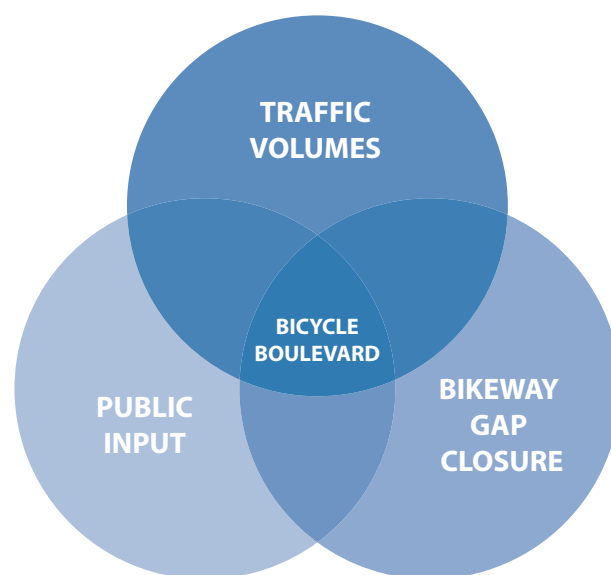 TRAFFIC
VOLUMES
BICYCLE
BOULEVARD
PUBLIC
INPUT
BIKEWAY
GAP
CLOSURE